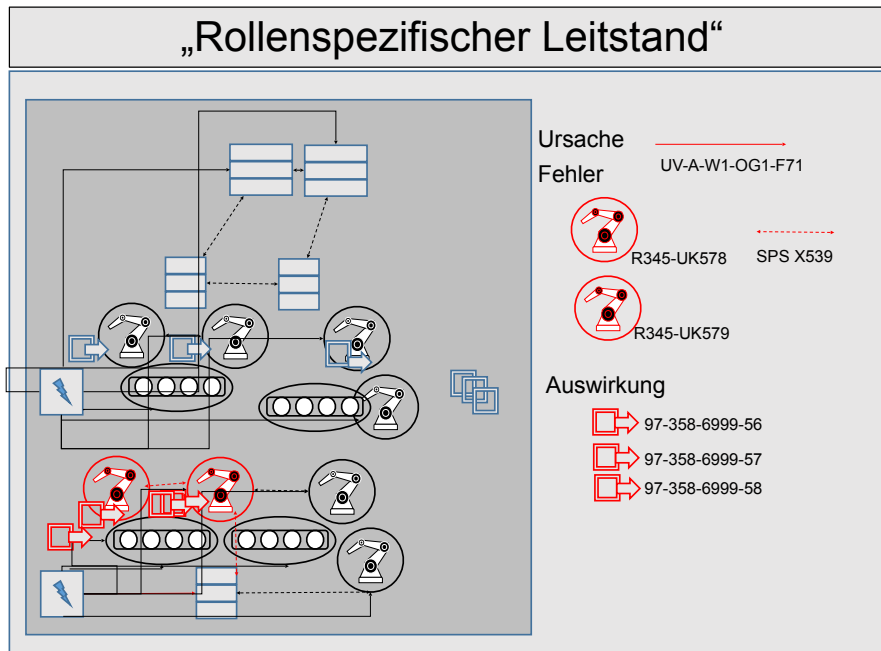 „Rollenspezifischer Leitstand“
Ursache
UV-A-W1-OG1-F71
Fehler
R345-UK578
SPS X539
R345-UK579
Auswirkung
97-358-6999-56
97-358-6999-57
97-358-6999-58